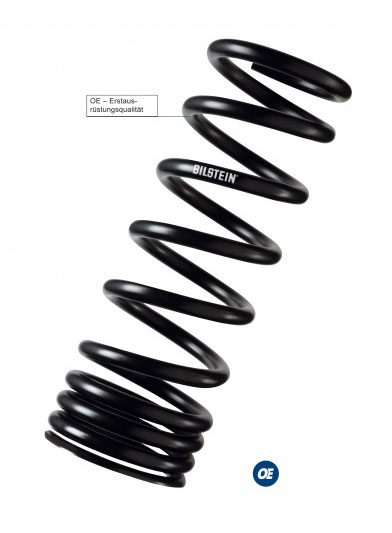 OE – Erstaus-
rüstungsqualität
BILSTEIN
OE